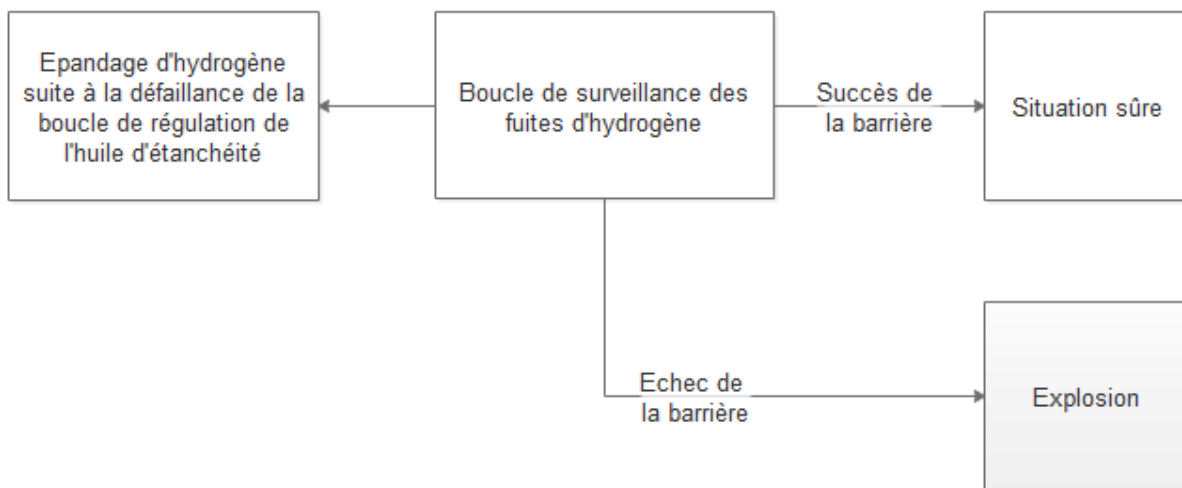 Epandage d'hydrogène
suite à la défaillance de la
boucle de régulation de
l'huile d'étanchéité
Boucle de surveillance des
fuites d'hydrogène
Succès de
la barrière
Situation sûre
Echec de
la barrière
Explosion